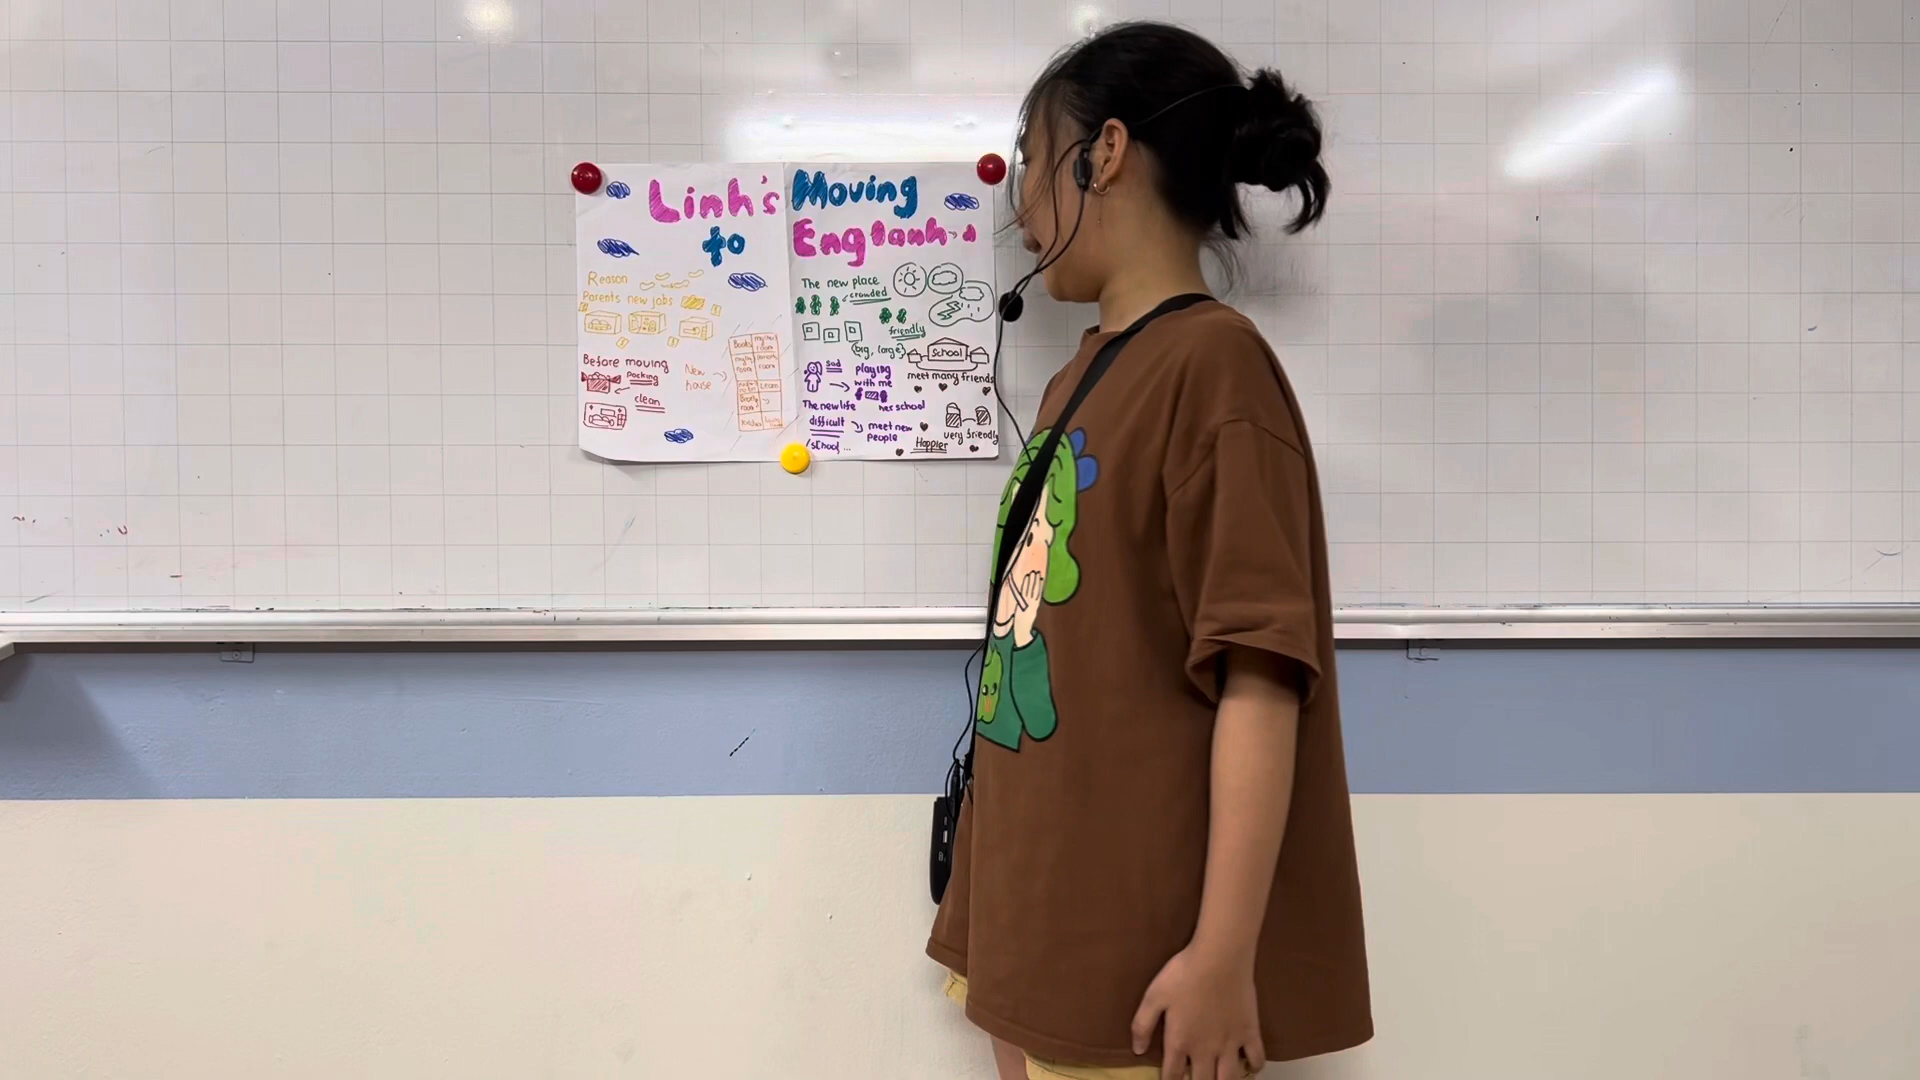 Linh's Moving
to Englanh-d
Reason
Parents new jobs
Before moving
packing
clean
New
house
The new place
crowded
friendly
(big, large)
School
meet many friends
sad
playing
with me
The new life
her school
difficult
meet new
people
/school...
very friendly
Happier